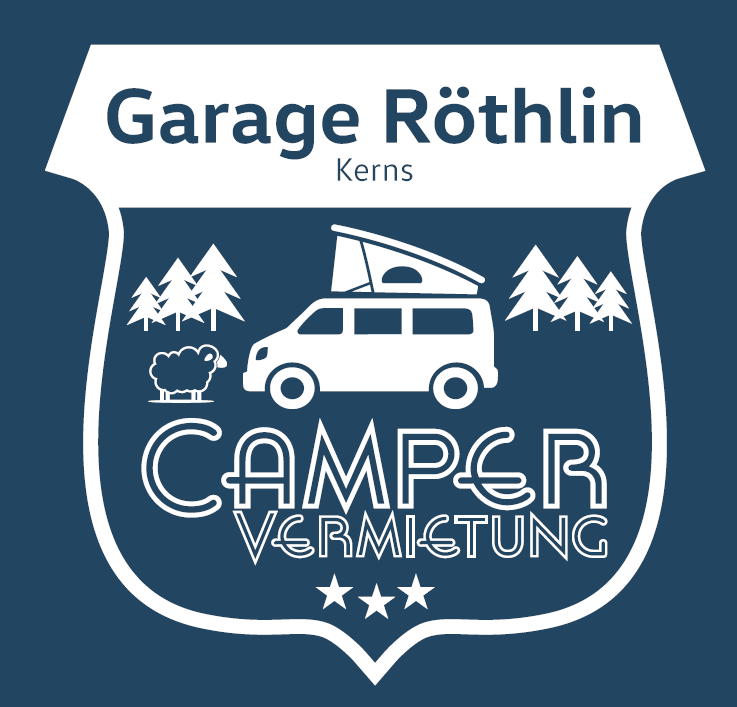 Garage Röthlin
Kerns
CAMPER
VERMIETUNG